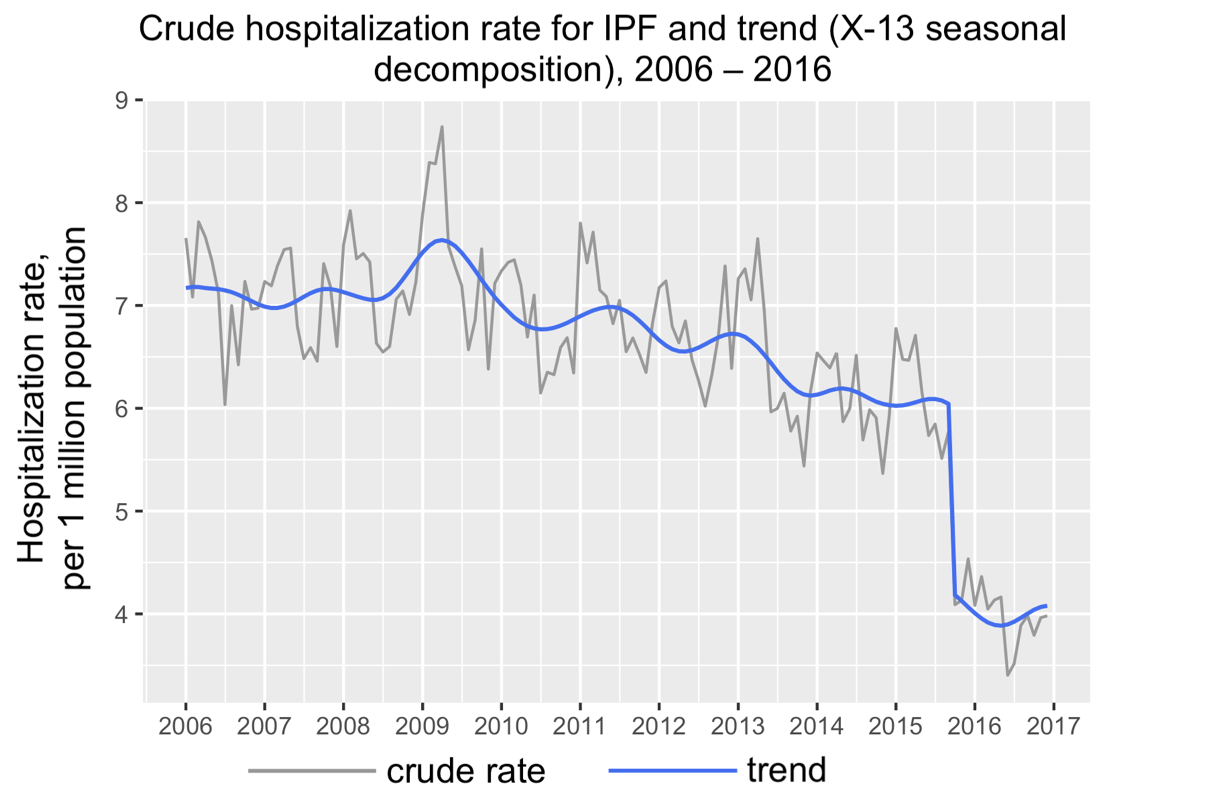 Crude hospitalization rate for IPF and trend (X-13 seasonal
decomposition), 2006 – 2016
Hospitalization rate,
per 1 million population
9
8
7
6
5
4
2006 2007 2008 2009 2010 2011 2012 2013 2014 2015 2016 2017
crude rate trend